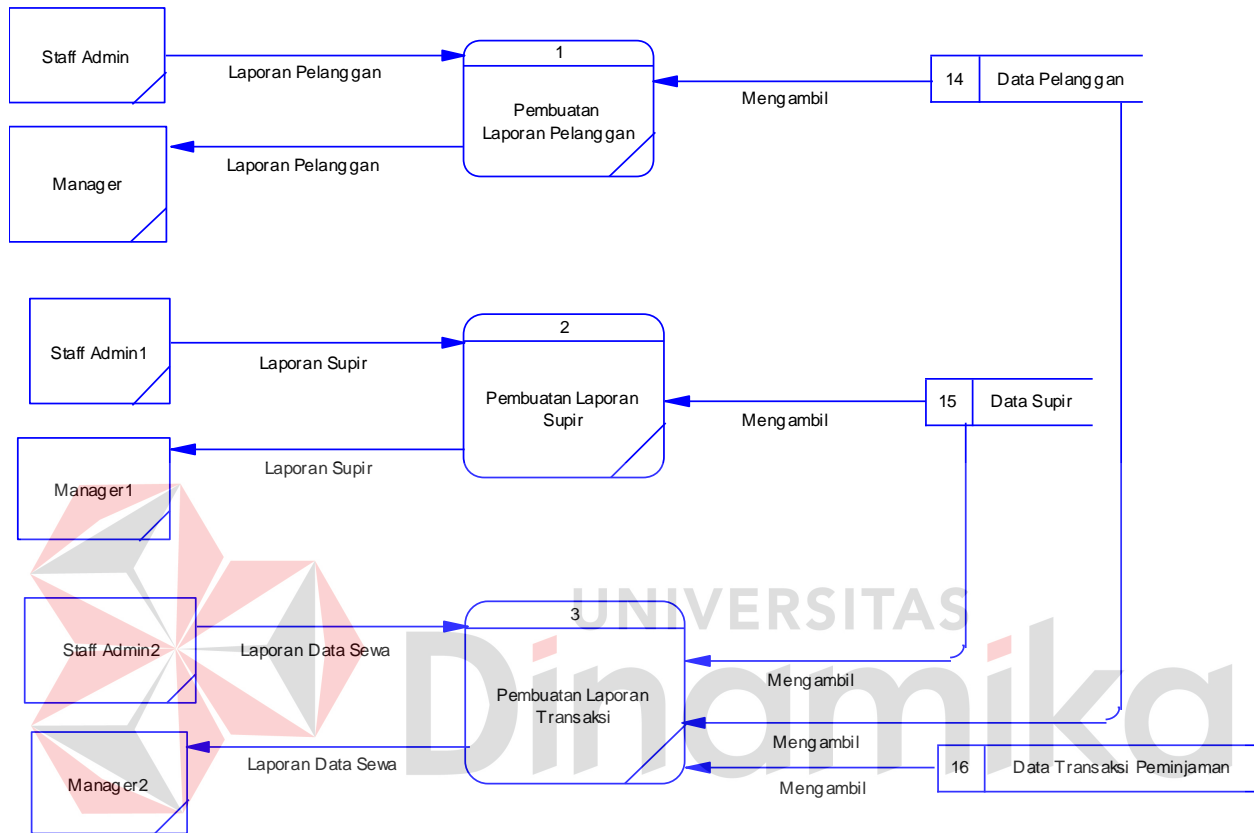 Staff Admin
Laporan Pelanggan
1
Pembuatan
Laporan Pelanggan
Mengambil
14
Data Pelanggan
Manager
Laporan Pelanggan
Staff Admin1
Laporan Supir
2
Pembuatan Laporan
Supir
Mengambil
15
Data Supir
Manager1
Laporan Supir
UNIVERSITAS
Dinamika
Staff Admin2
Laporan Data Sewa
3
Pembuatan Laporan
Transaksi
Mengambil
Mengambil
Manager2
Laporan Data Sewa
Mengambil
16
Data Transaksi Peminjaman